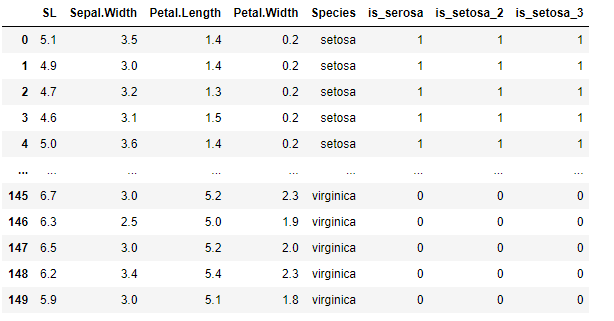 SL Sepal.Width Petal.Length Petal.Width Species is_serosa is_setosa_2 is_setosa_3
0 5.1 3.5 1.4 0.2 setosa 1 1 1
1 4.9 3.0 1.4 0.2 setosa 1 1 1
2 4.7 3.2 1.3 0.2 setosa 1 1 1
3 4.6 3.1 1.5 0.2 setosa 1 1 1
4 5.0 3.6 1.4 0.2 setosa 1 1 1
... ... ... ... ... ... ... ... ...
145 6.7 3.0 5.2 2.3 virginica 0 0 0
146 6.3 2.5 5.0 1.9 virginica 0 0 0
147 6.5 3.0 5.2 2.0 virginica 0 0 0
148 6.2 3.4 5.4 2.3 virginica 0 0 0
149 5.9 3.0 5.1 1.8 virginica 0 0 0